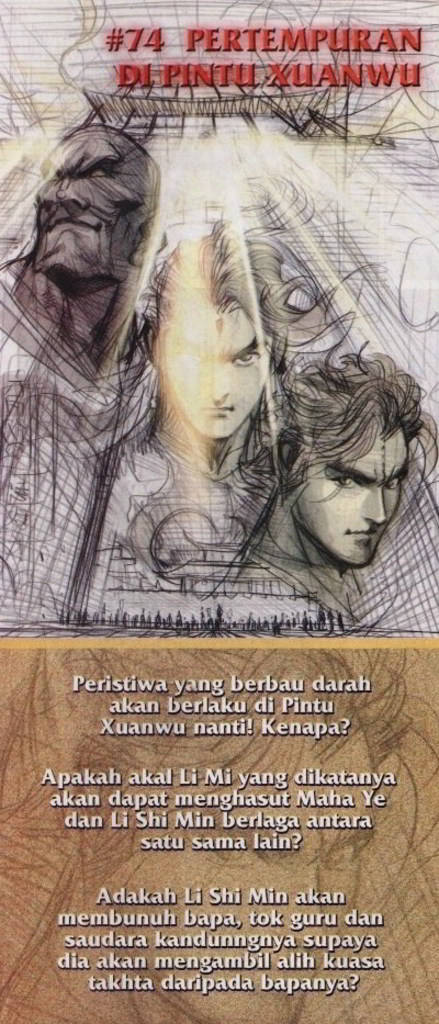 #74 PERTEMPURAN
DI PINTU XUANWU
Peristiwa yang berbau darah
akan berlaku di Pintu
Xuanwu nanti! Kenapa?
Apakah akal Li Mi yang dikatanya
akan dapat menghasut Maha Ye
dan Li Shi Min berlaga antara
satu sama lain?
Adakah Li Shi Min akan
membunuh bapa, tok guru dan
saudara kandunngnya supaya
dia akan mengambil alih kuasa
takhta daripada bapanya?